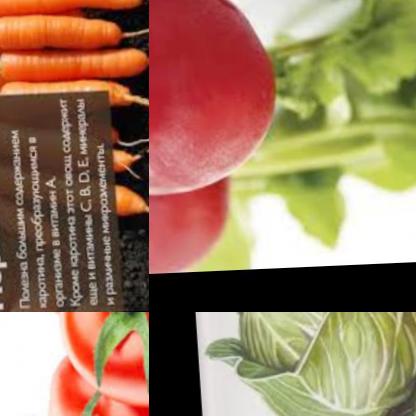 Полезна большим содержанием
каротина, преобразующимся в
организме в витамин А.
Кроме каротина этот овощ содержит
еще и витамины С, В, D, Е, минералы
и различные микроэлементы.